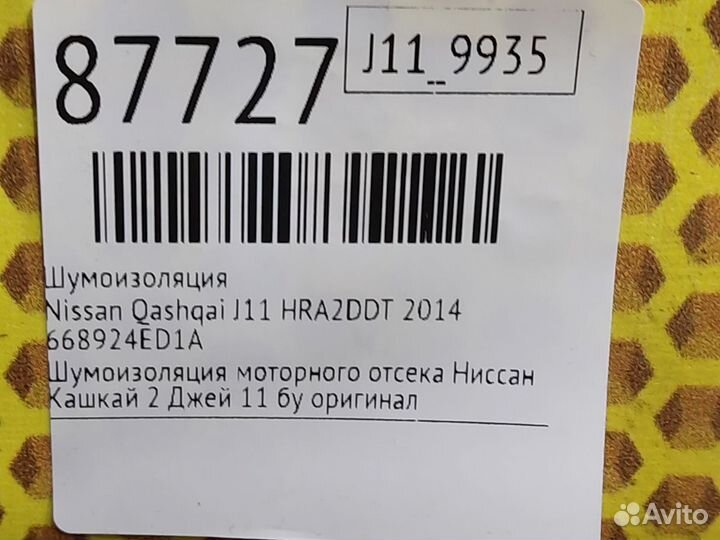 87727
J11_9935
Шумоизоляция
Nissan Qashqai J11 HRA2DDT 2014
668924ED1A
Шумоизоляция моторного отсека Ниссан
Кашкай 2 Джей 11 бу оригинал
Avito